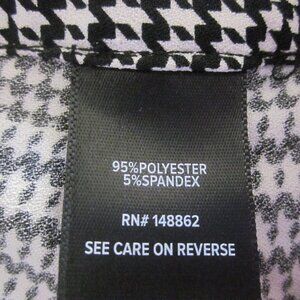 95%POLYESTER
5%SPANDEX
RN# 148862
SEE CARE ON REVERSE